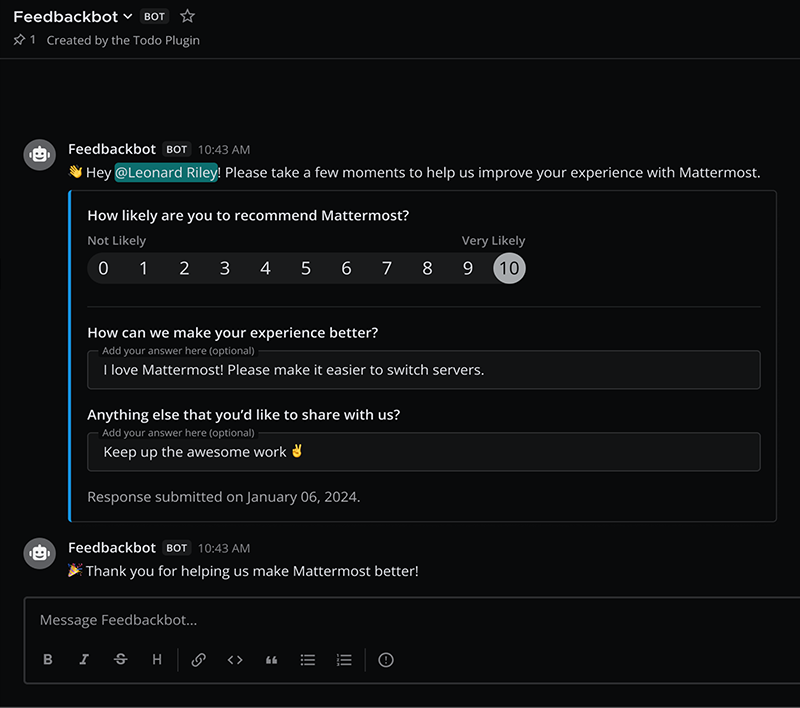 Feedbackbot BOT
1 Created by the Todo Plugin
Feedbackbot BOT 10:43 AM
👋 Hey @Leonard Riley! Please take a few moments to help us improve your experience with Mattermost.
How likely are you to recommend Mattermost?
Not Likely Very Likely
0 1 2 3 4 5 6 7 8 9 10
How can we make your experience better?
Add your answer here (optional)
I love Mattermost! Please make it easier to switch servers.
Anything else that you’d like to share with us?
Add your answer here (optional)
Keep up the awesome work ✌️
Response submitted on January 06, 2024.
Feedbackbot BOT 10:43 AM
🎉 Thank you for helping us make Mattermost better!
Message Feedbackbot...
B I S H